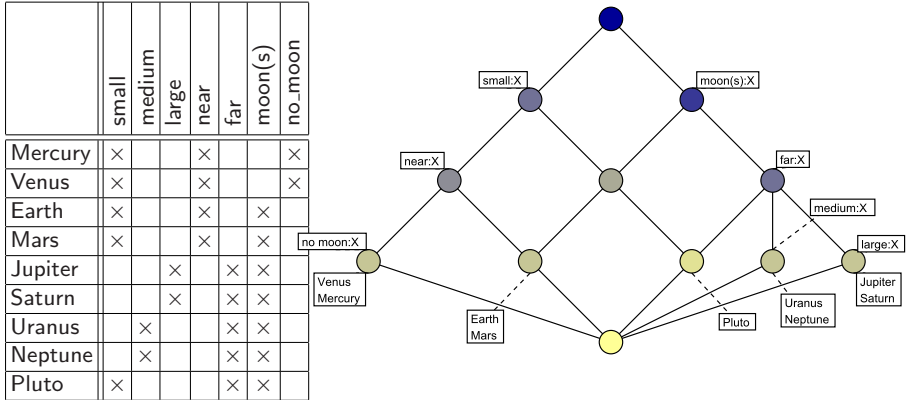 small medium large near far moon(s) no_moon
Mercury × × ×
Venus × × ×
Earth × × ×
Mars × × ×
Jupiter × × ×
Saturn × × ×
Uranus × × ×
Neptune × × ×
Pluto × × ×
small:X
moon(s):X
near:X
far:X
medium:X
no moon:X
large:X
Venus
Mercury
Earth
Mars
Pluto
Uranus
Neptune
Jupiter
Saturn